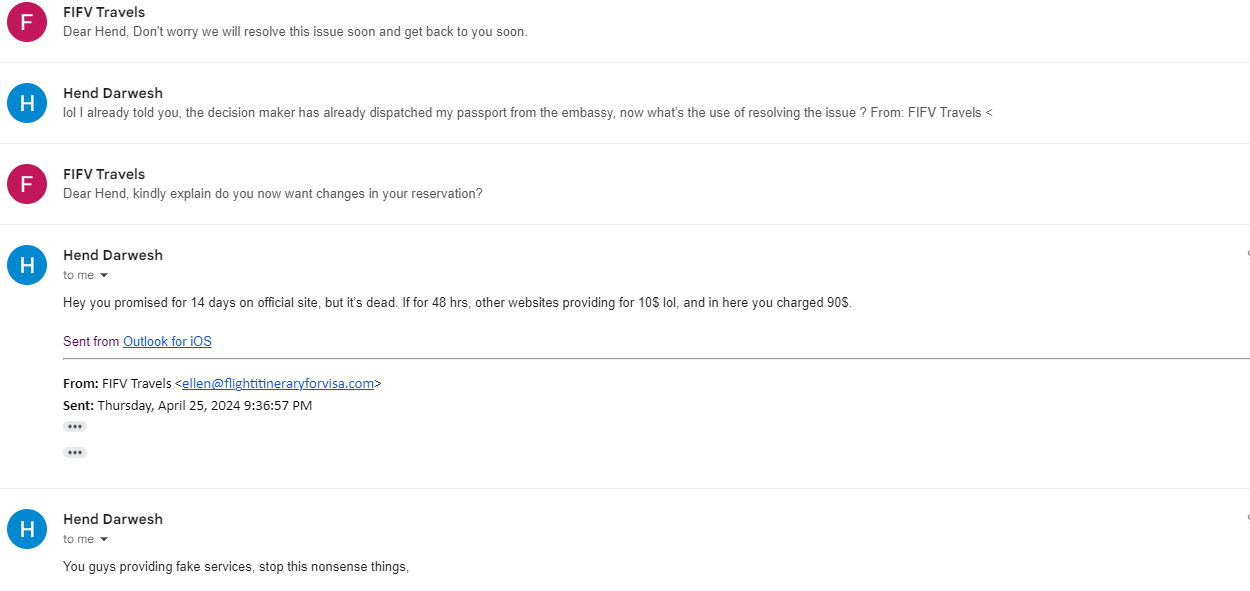 F
FIFV Travels
Dear Hend, Don't worry we will resolve this issue soon and get back to you soon.
H
Hend Darwesh
lol I already told you, the decision maker has already dispatched my passport from the embassy, now what's the use of resolving the issue ? From: FIFV Travels <
F
FIFV Travels
Dear Hend, kindly explain do you now want changes in your reservation?
H
Hend Darwesh
to me
Hey you promised for 14 days on official site, but it's dead. If for 48 hrs, other websites providing for 10$ lol, and in here you charged 90$.
Sent from Outlook for iOS
From: FIFV Travels <ellen@flightitineraryforvisa.com>
Sent: Thursday, April 25, 2024 9:36:57 PM
H
Hend Darwesh
to me
You guys providing fake services, stop this nonsense things,